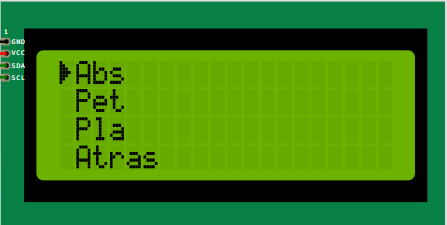 1
GND
VCC
SDA
SCL
Abs
Pet
Pla
Atras